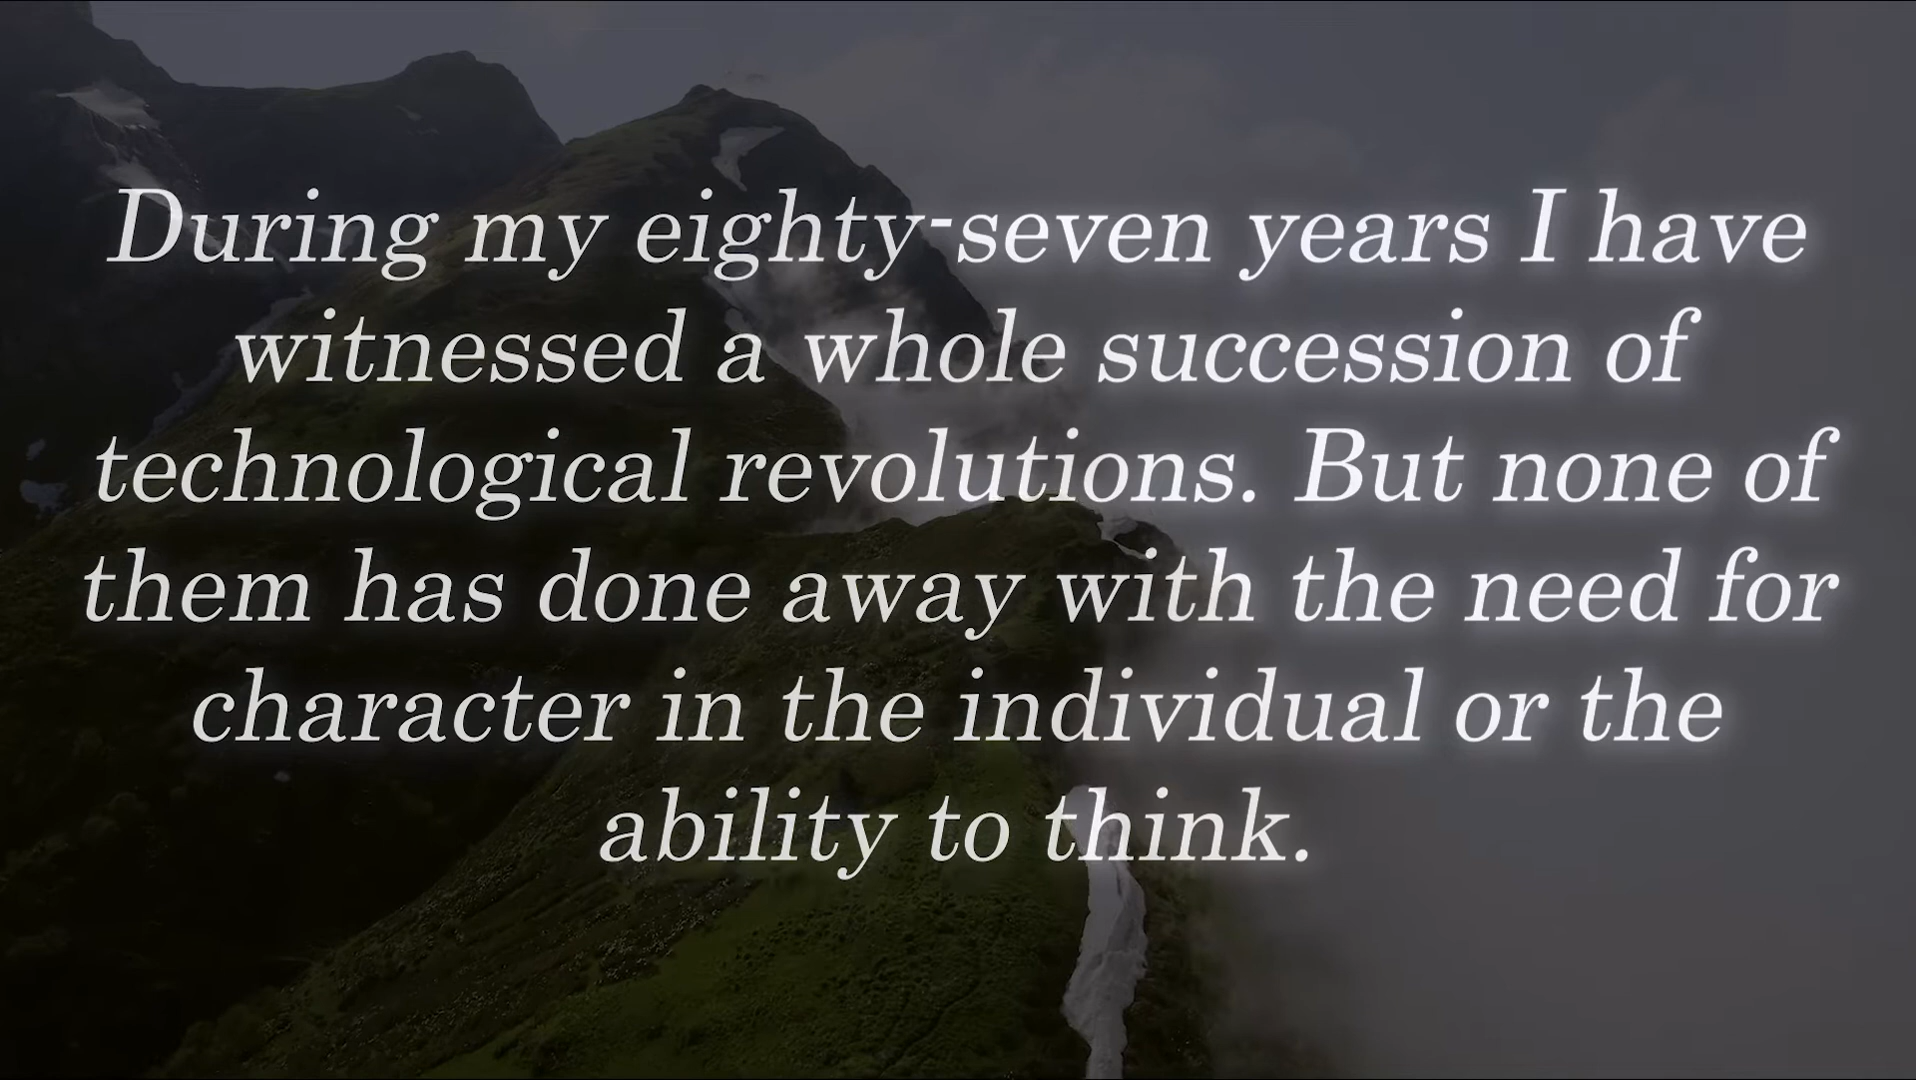 During my eighty-seven years I have
witnessed a whole succession of
technological revolutions. But none of
them has done away with the need for
character in the individual or the
ability to think.